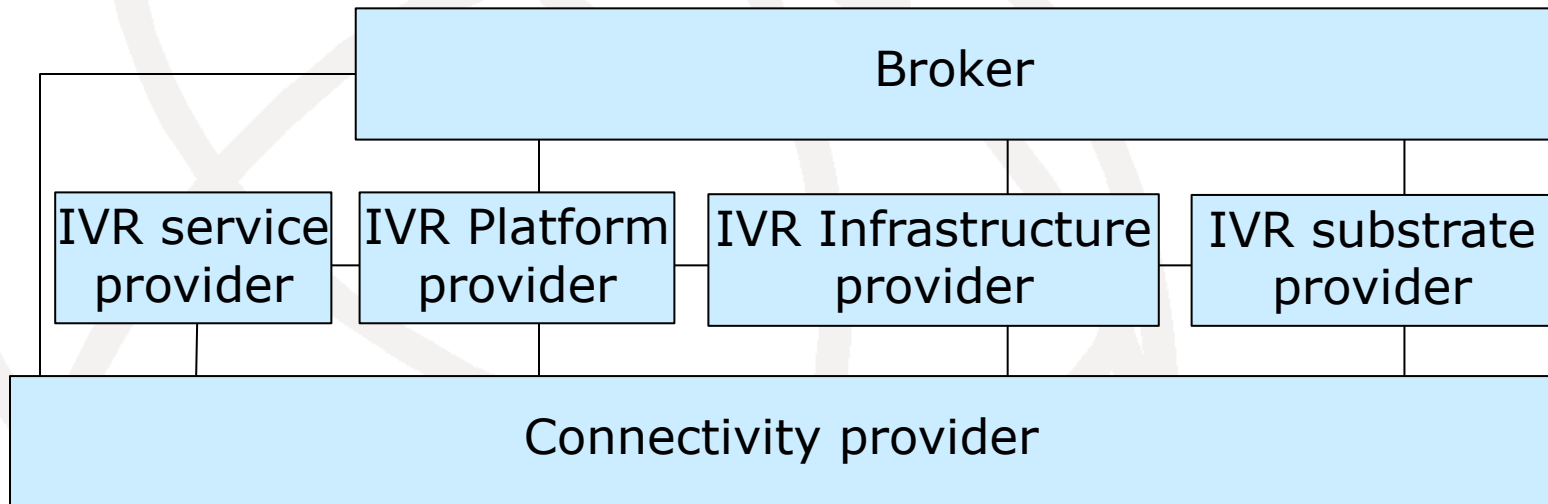 Broker
IVR service
provider
IVR Platform
provider
IVR Infrastructure
provider
IVR substrate
provider
Connectivity provider